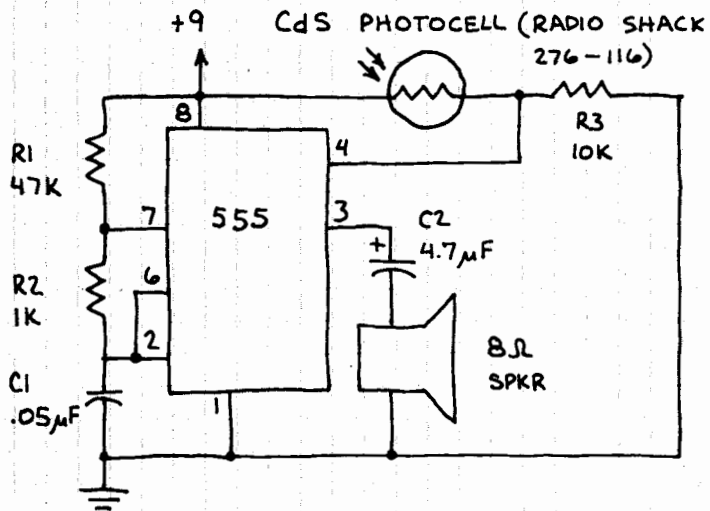 +9 CdS PHOTOCELL (RADIO SHACK
276-116)
8
R1
47K
4
R3
10K
7
555
3
C2
+
4.7µF
6
R2
1K
2
8Ω
SPKR
C1
.05µF
1